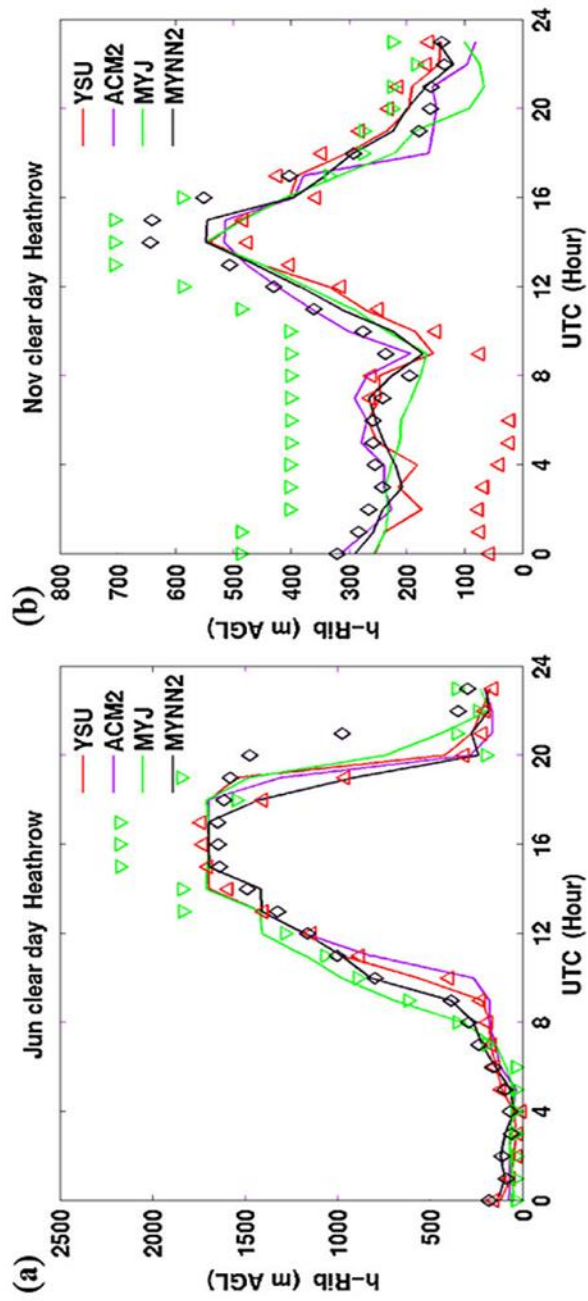 (a)
Jun clear day Heathrow
2500
2000
1500
1000
500
0
h-Rib (m AGL)
YSU
ACM2
MYJ
MYNN2
0 4 8 12 16 20 24
UTC (Hour)
(b)
Nov clear day Heathrow
800
700
600
500
400
300
200
100
0
h-Rib (m AGL)
YSU
ACM2
MYJ
MYNN2
0 4 8 12 16 20 24
UTC (Hour)